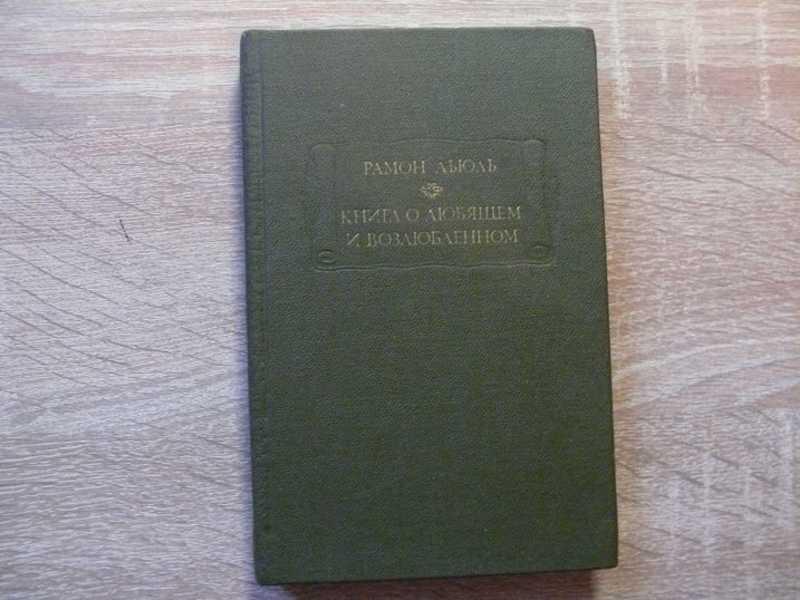 РАМОН ЛЬЮЛЬ
КНИГА О ЛЮБЯЩЕМ
И ВОЗЛЮБЛЕННОМ